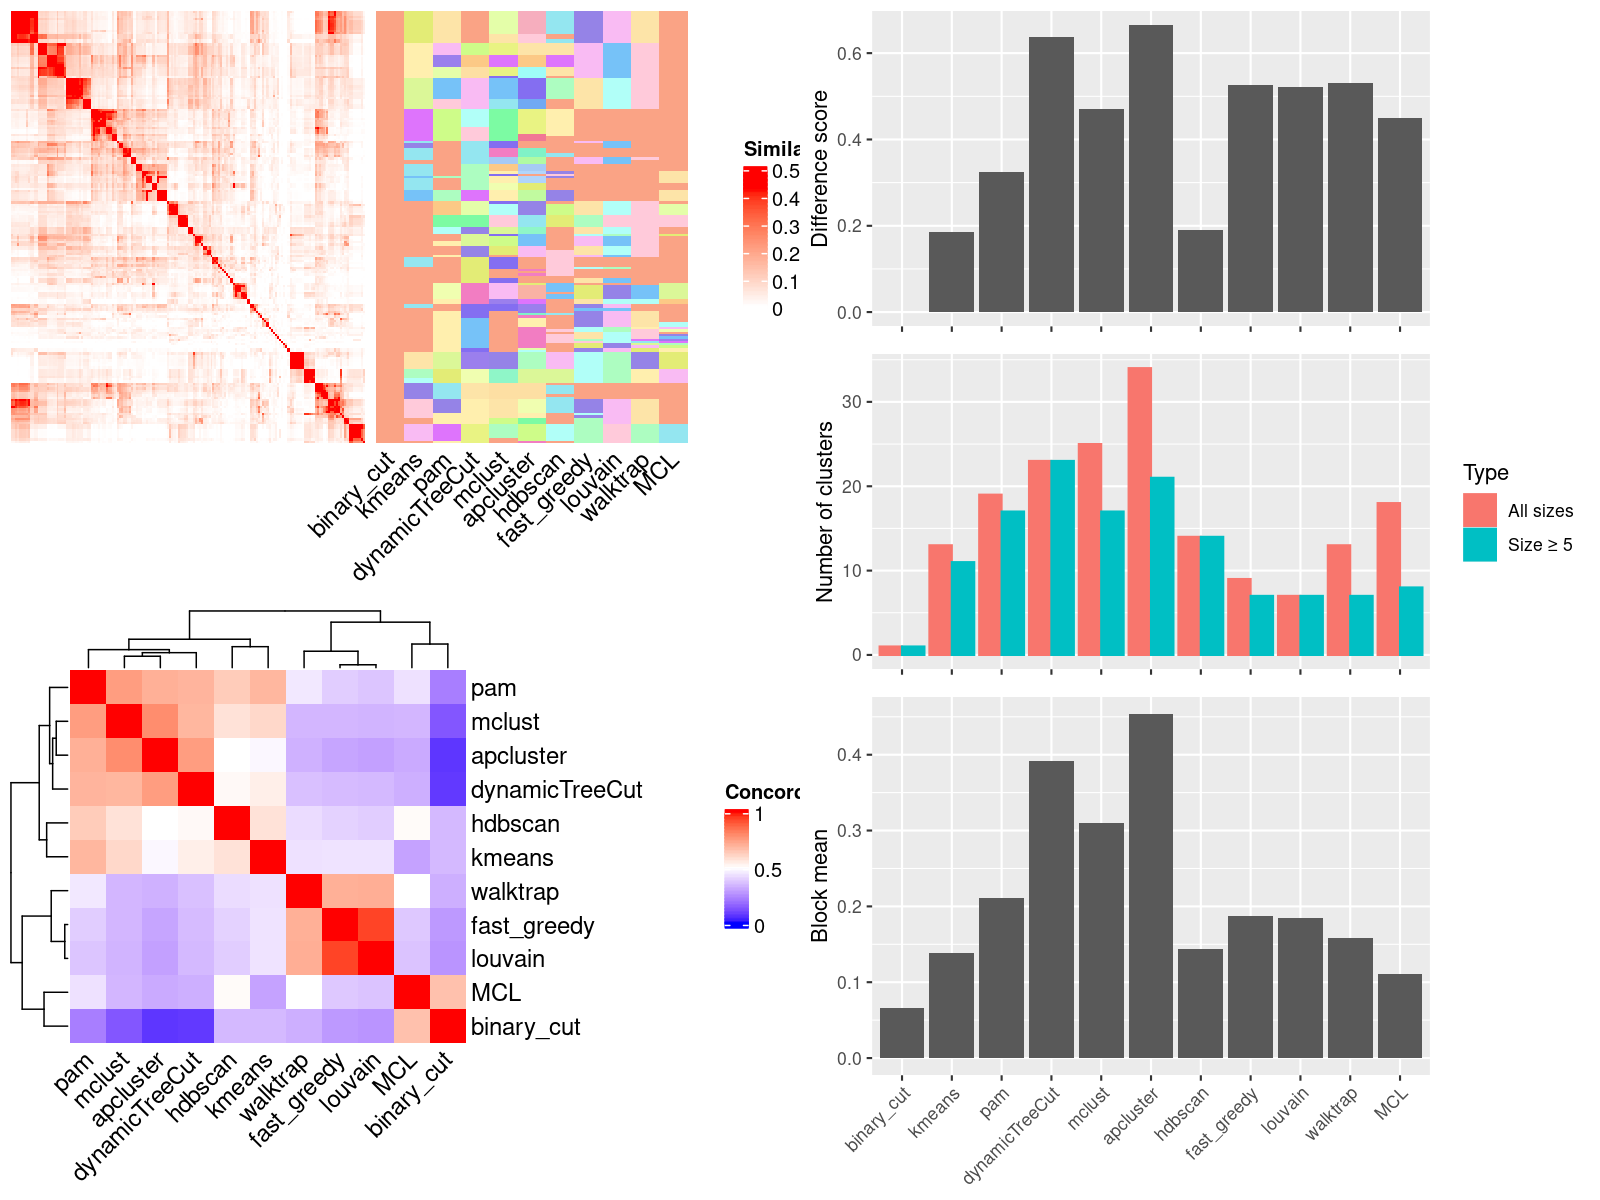 Simila
0.5
0.4
0.3
0.2
0.1
0
binary_cut
kmeans
pam
dynamicTreeCut
mclust
apcluster
hdbscan
fast_greedy
louvain
walktrap
MCL
pam
mclust
apcluster
dynamicTreeCut
hdbscan
kmeans
walktrap
fast_greedy
louvain
MCL
binary_cut
pam
mclust
apcluster
dynamicTreeCut
hdbscan
kmeans
walktrap
fast_greedy
louvain
MCL
binary_cut
Concord
1
0.5
0
Difference score
0.6
0.4
0.2
0.0
Number of clusters
30
20
10
0
Type
All sizes
Size ≥ 5
Block mean
0.4
0.3
0.2
0.1
0.0
binary_cut
kmeans
pam
dynamicTreeCut
mclust
apcluster
hdbscan
fast_greedy
louvain
walktrap
MCL